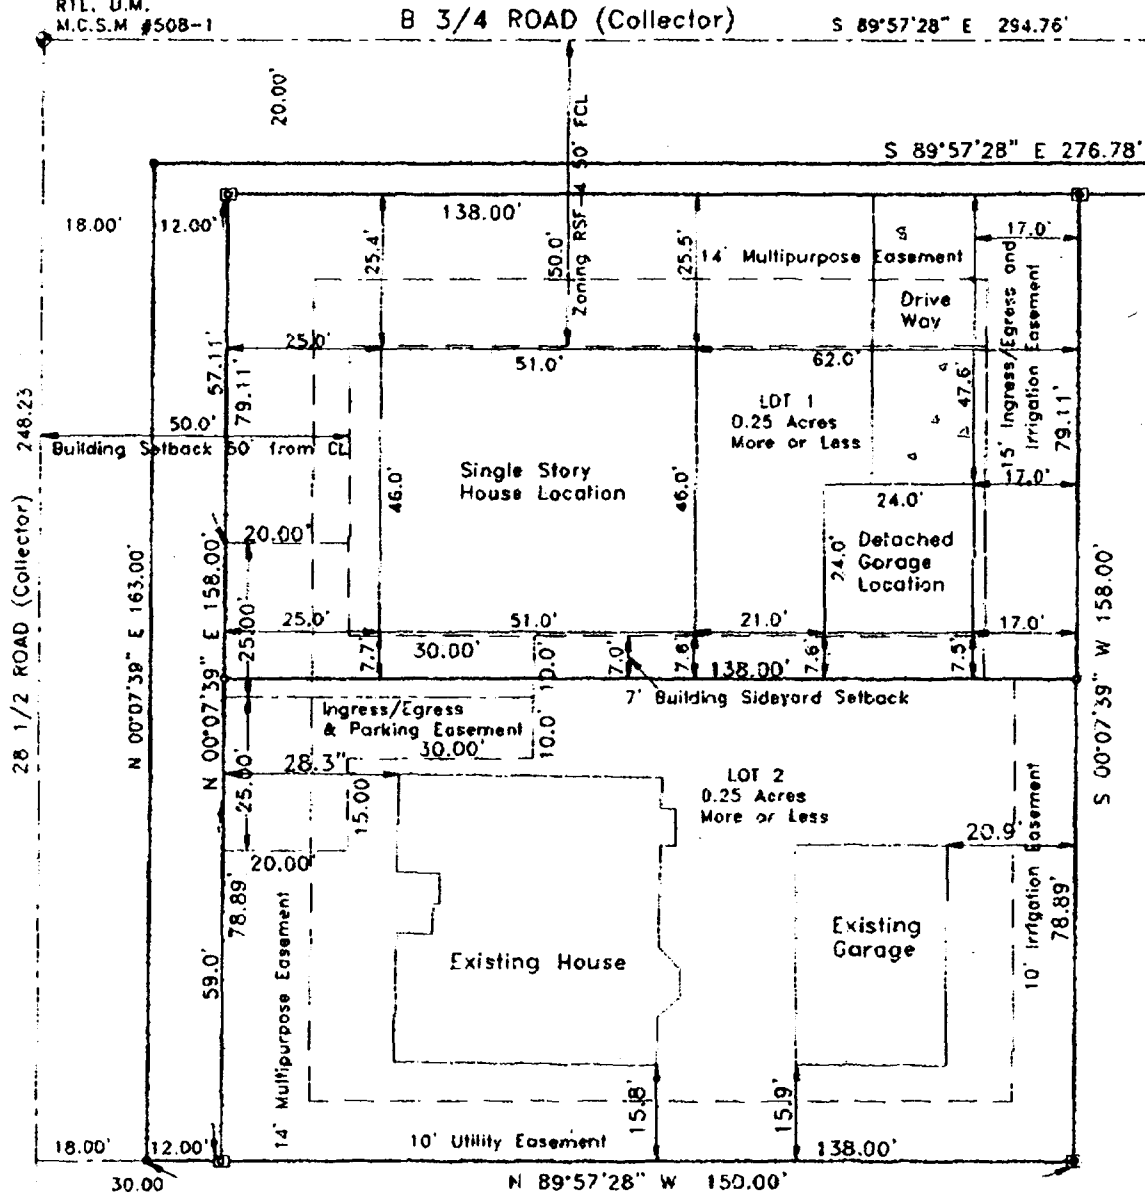 RYL. U.M.
M.C.S.M #508-1
B 3/4 ROAD (Collector)
S 89°57'28" E 294.76'
20.00'
Zoning RSF-4 50' FCL
S 89°57'28" E 276.78'
18.00'
12.00'
138.00'
17.0'
25.4'
50.0'
25.5'
14' Multipurpose Easement
Drive
Way
15' Ingress/Egress and
Irrigation Easement
57.11'
79.11'
25.0'
51.0'
62.0'
47.6'
79.11'
248.23
50.0'
Building Setback 50' from CL
LOT 1
0.25 Acres
More or Less
Single Story
House Location
46.0'
46.0'
17.0'
24.0'
20.00'
Detached
Garage
Location
24.0'
28 1/2 ROAD (Collector)
N 00°07'39" E 163.00'
N 00°07'39" E 158.00'
S 00°07'39" W 158.00'
25.00'
25.0'
51.0'
21.0'
17.0'
7.7'
30.00'
10.0'
7.0'
7.6'
138.00'
7.6'
7.5'
7' Building Sideyard Setback
Ingress/Egress
& Parking Easement
30.00'
10.0'
25.00'
28.3"
15.00'
LOT 2
0.25 Acres
More or Less
20.9'
20.00'
78.89'
10' Irrigation Easement
78.89'
Existing
Garage
Existing House
59.0'
14' Multipurpose Easement
15.8'
15.9'
18.00'
12.00'
10' Utility Easement
138.00'
30.00
N 89°57'28" W 150.00'